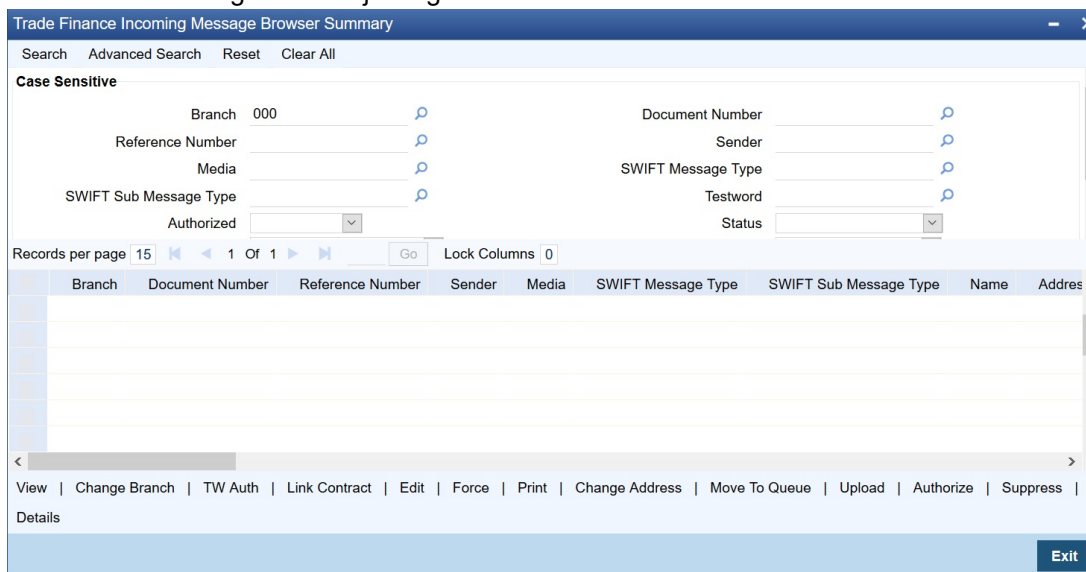 Trade Finance Incoming Message Browser Summary
Search Advanced Search Reset Clear All
Case Sensitive
Branch 000 Document Number
Reference Number Sender
Media SWIFT Message Type
SWIFT Sub Message Type Testword
Authorized Status
Records per page 15 1 Of 1 Go Lock Columns 0
Branch Document Number Reference Number Sender Media SWIFT Message Type SWIFT Sub Message Type Name Addres
View | Change Branch | TW Auth | Link Contract | Edit | Force | Print | Change Address | Move To Queue | Upload | Authorize | Suppress |
Details
Exit